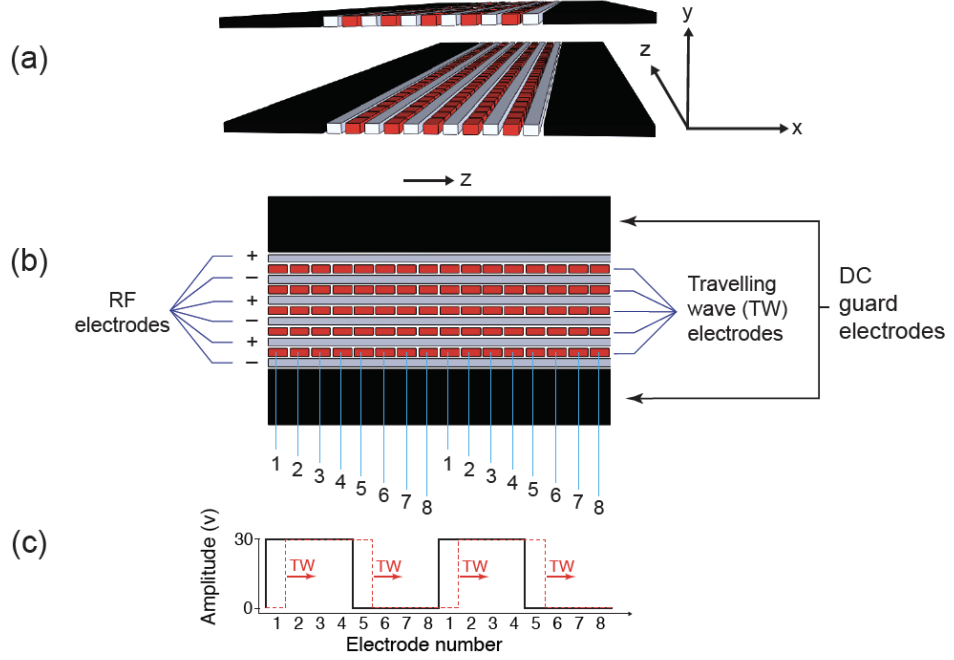 (a)
y
z
x
z
(b)
RF
electrodes
+
−
+
−
+
−
Travelling
wave (TW)
electrodes
DC
guard
electrodes
1 2 3 4 5 6 7 8 1 2 3 4 5 6 7 8
(c)
Amplitude (v)
30
0
TW TW TW TW
1 2 3 4 5 6 7 8 1 2 3 4 5 6 7 8
Electrode number